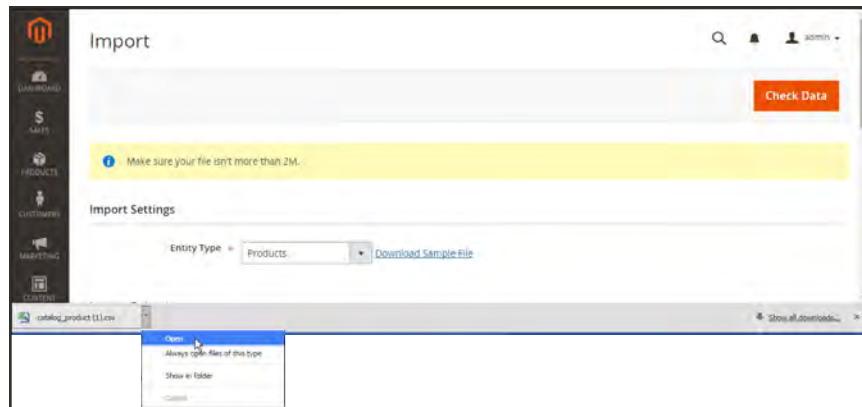 Import
admin
DASHBOARD
Check Data
SALES
Make sure your file isn't more than 2M.
PRODUCTS
Import Settings
CUSTOMERS
Entity Type *
Products
Download Sample File
MARKETING
CONTENT
catalog_product (1).csv
Show all downloads...
Open
Always open files of this type
Show in folder
Cancel